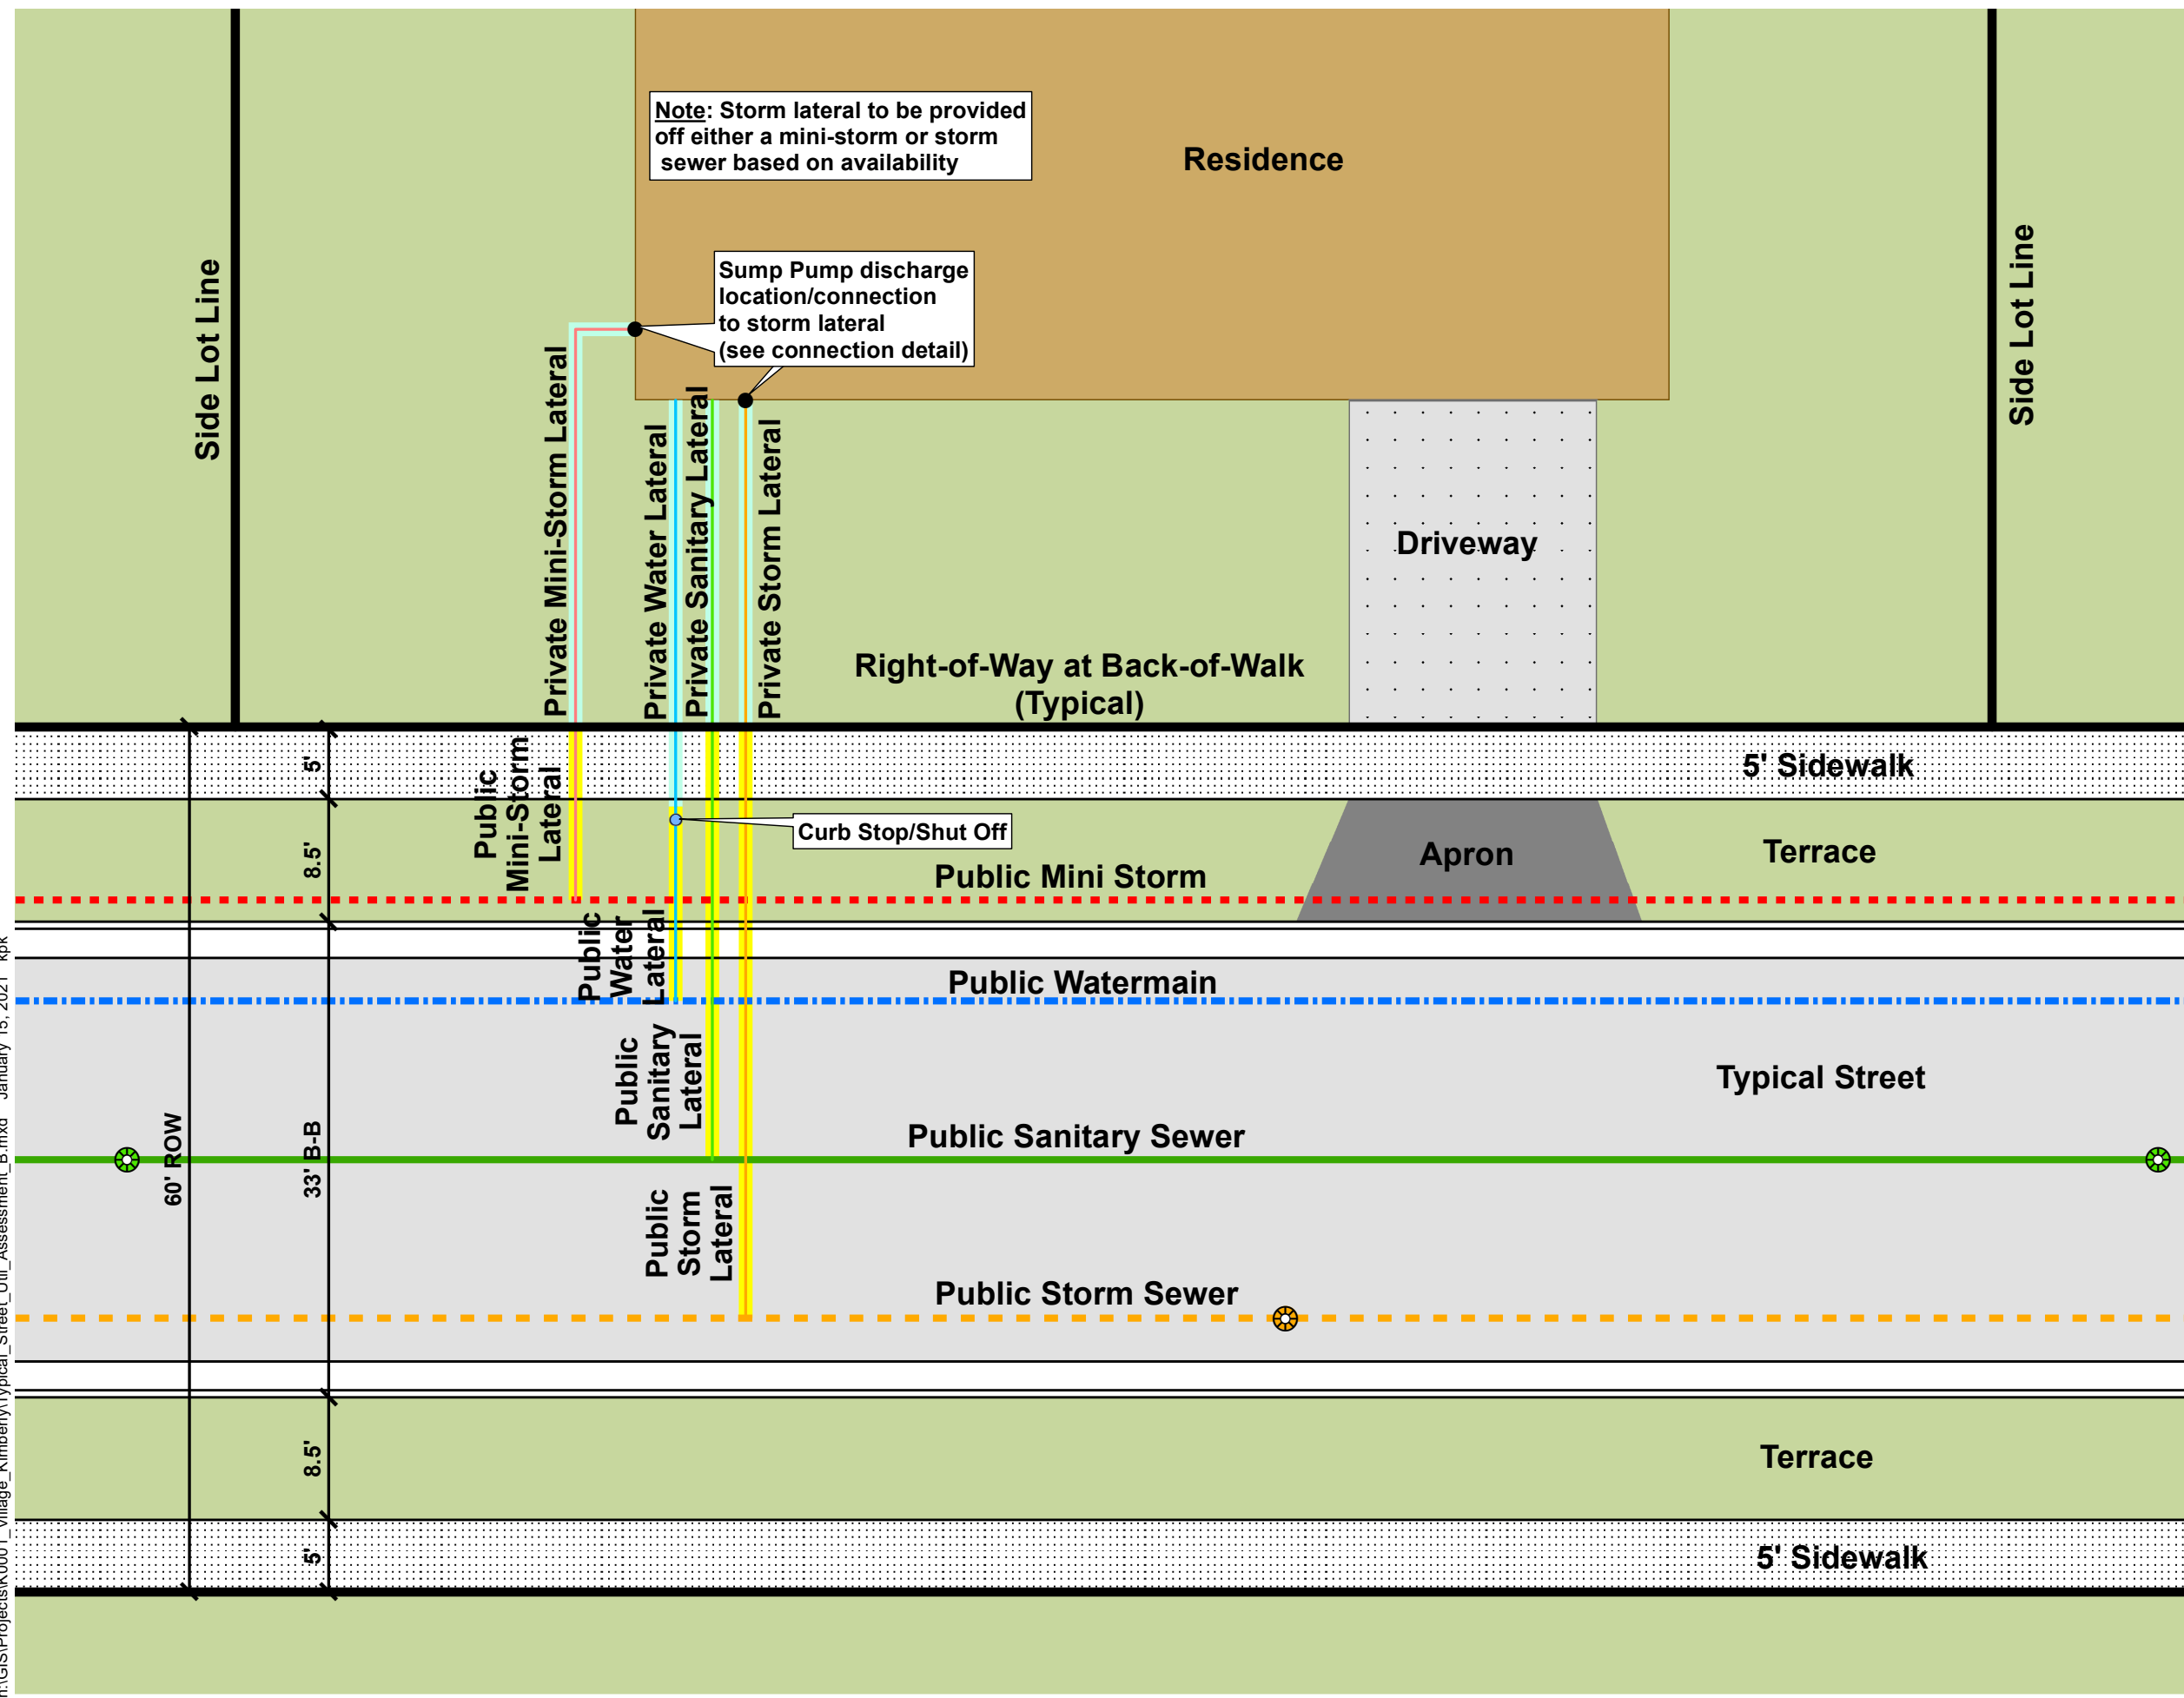 Note: Storm lateral to be provided
off either a mini-storm or storm
sewer based on availability
Residence
Sump Pump discharge
location/connection
to storm lateral
(see connection detail)
Side Lot Line
Side Lot Line
Private Mini-Storm Lateral
Private Water Lateral
Private Sanitary Lateral
Private Storm Lateral
Driveway
Right-of-Way at Back-of-Walk
(Typical)
5'
5' Sidewalk
Public
Mini-Storm
Lateral
Curb Stop/Shut Off
8.5'
Apron
Terrace
Public Mini Storm
Public
Water
Lateral
Public Watermain
Public
Sanitary
Lateral
Typical Street
60' ROW
33' B-B
Public Sanitary Sewer
Public
Storm
Lateral
Public Storm Sewer
8.5'
Terrace
5'
5' Sidewalk
January 15, 2021 kpk